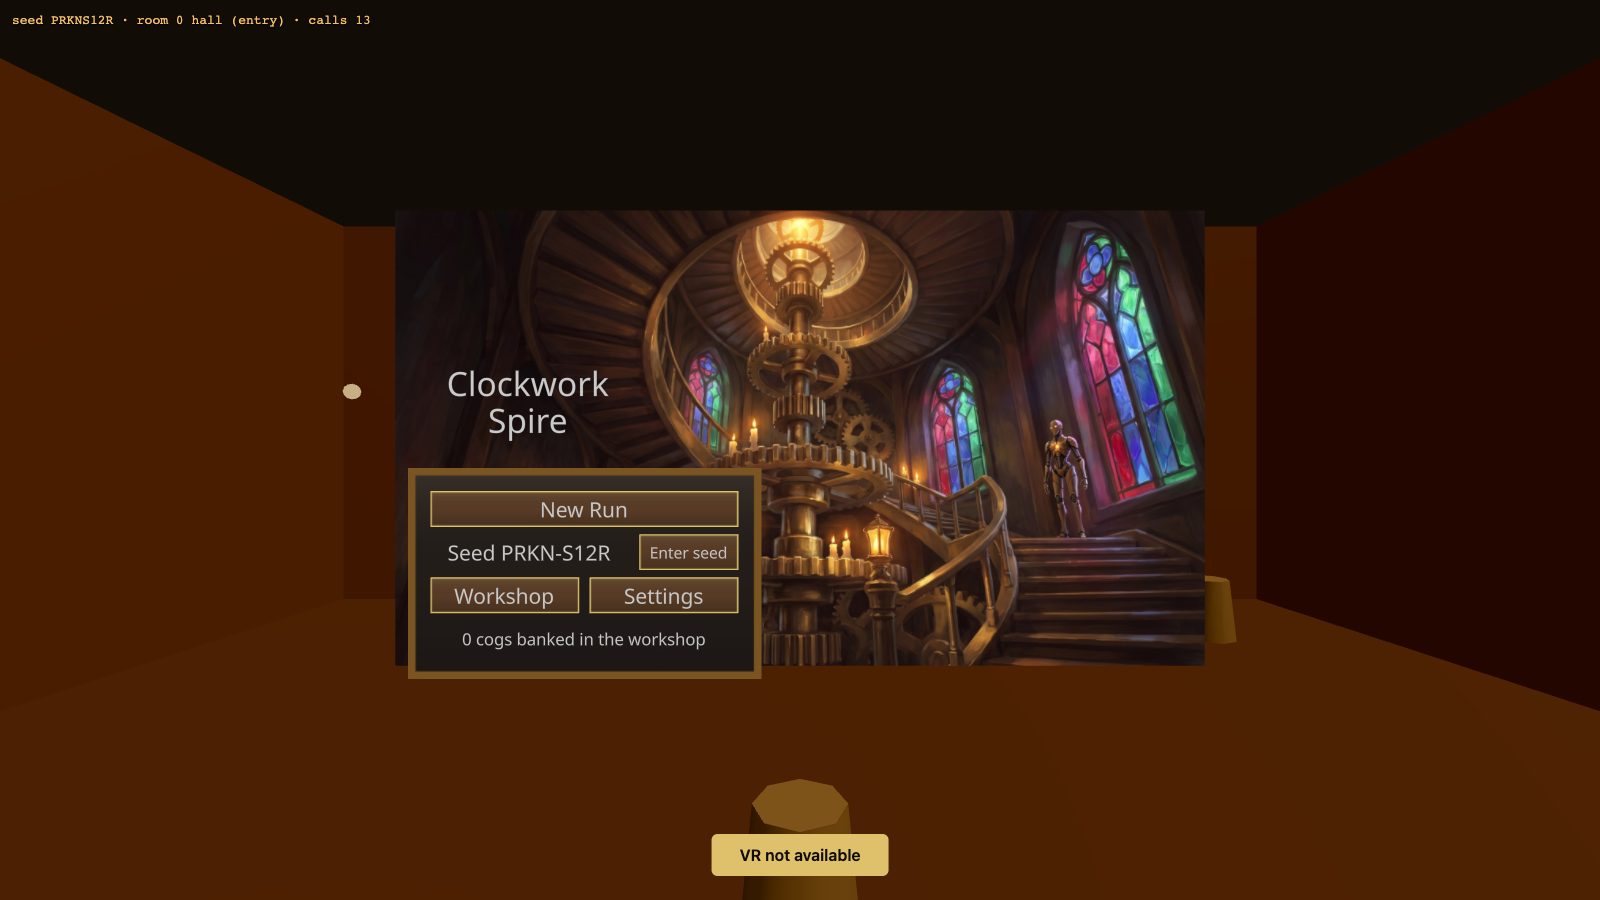 seed PRKNS12R · room 0 hall (entry) · calls 13
Clockwork
Spire
New Run
Seed PRKN-S12R
Enter seed
Workshop
Settings
0 cogs banked in the workshop
VR not available